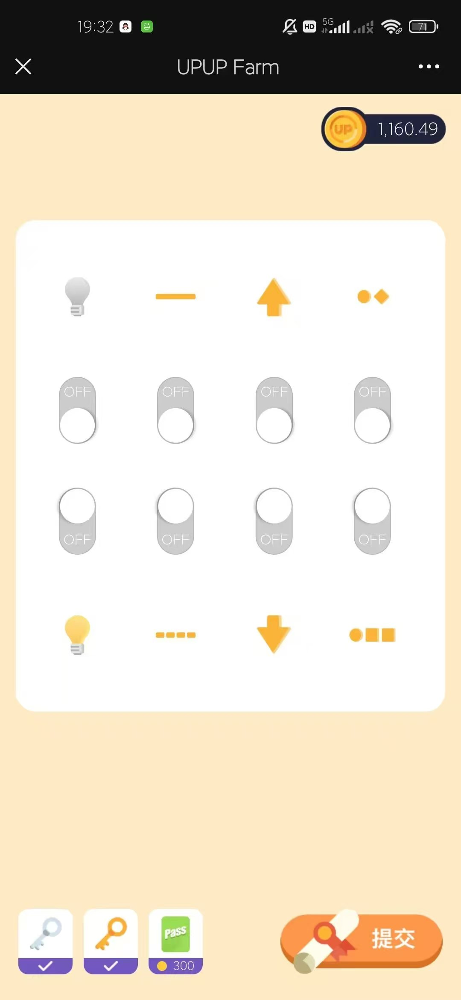 19:32
HD
5G
71
UPUP Farm
UP
1,160.49
OFF OFF OFF OFF
OFF OFF OFF OFF
Pass
300
提交